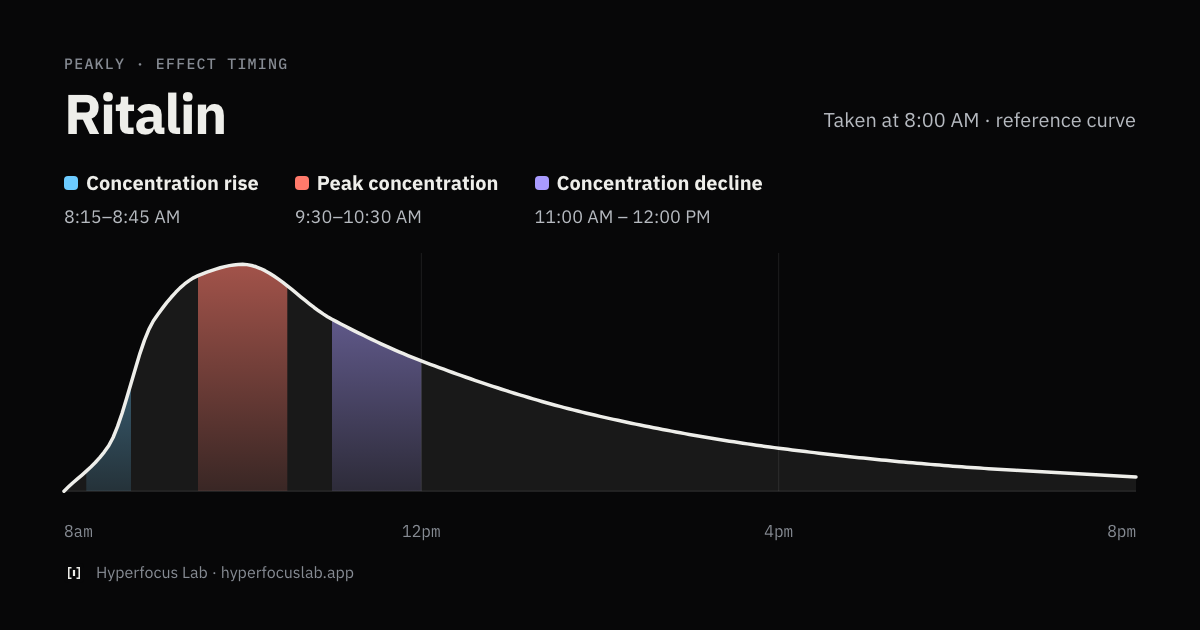 PEAKLY · EFFECT TIMING
Ritalin
Taken at 8:00 AM · reference curve
Concentration rise
8:15–8:45 AM
Peak concentration
9:30–10:30 AM
Concentration decline
11:00 AM – 12:00 PM
8am
12pm
4pm
8pm
Hyperfocus Lab · hyperfocuslab.app